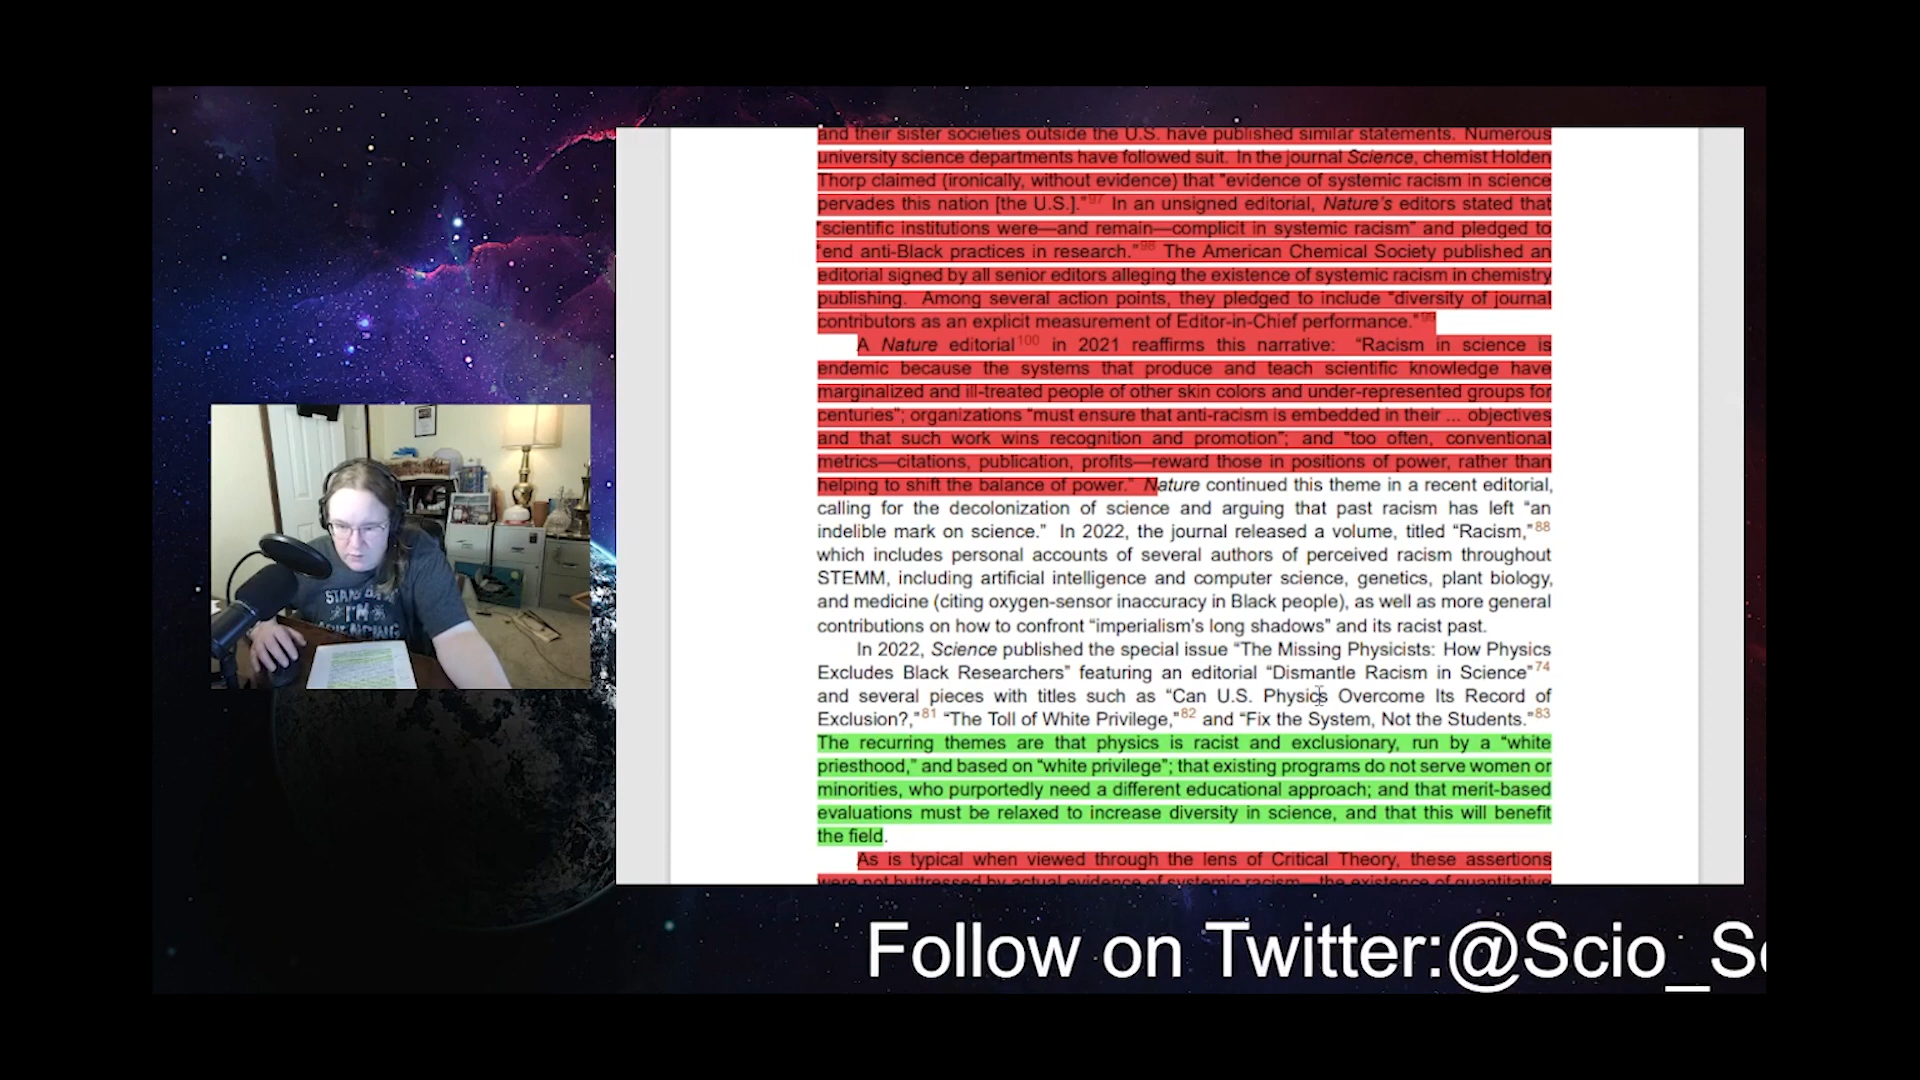 and their sister societies outside the U.S. have published similar statements. Numerous
university science departments have followed suit. In the journal Science, chemist Holden
Thorp claimed (ironically, without evidence) that "evidence of systemic racism in science
pervades this nation [the U.S.]."97 In an unsigned editorial, Nature's editors stated that
"scientific institutions were—and remain—complicit in systemic racism" and pledged to
"end anti-Black practices in research."98 The American Chemical Society published an
editorial signed by all senior editors alleging the existence of systemic racism in chemistry
publishing. Among several action points, they pledged to include "diversity of journal
contributors as an explicit measurement of Editor-in-Chief performance."99
A Nature editorial100 in 2021 reaffirms this narrative: "Racism in science is
endemic because the systems that produce and teach scientific knowledge have
marginalized and ill-treated people of other skin colors and under-represented groups for
centuries"; organizations "must ensure that anti-racism is embedded in their ... objectives
and that such work wins recognition and promotion"; and "too often, conventional
metrics—citations, publication, profits—reward those in positions of power, rather than
helping to shift the balance of power." Nature continued this theme in a recent editorial,
calling for the decolonization of science and arguing that past racism has left "an
indelible mark on science." In 2022, the journal released a volume, titled "Racism,"88
which includes personal accounts of several authors of perceived racism throughout
STEMM, including artificial intelligence and computer science, genetics, plant biology,
and medicine (citing oxygen-sensor inaccuracy in Black people), as well as more general
contributions on how to confront "imperialism's long shadows" and its racist past.
In 2022, Science published the special issue "The Missing Physicists: How Physics
Excludes Black Researchers" featuring an editorial "Dismantle Racism in Science"74
and several pieces with titles such as "Can U.S. Physics Overcome Its Record of
Exclusion?,"81 "The Toll of White Privilege,"82 and "Fix the System, Not the Students."83
The recurring themes are that physics is racist and exclusionary, run by a "white
priesthood," and based on "white privilege"; that existing programs do not serve women or
minorities, who purportedly need a different educational approach; and that merit-based
evaluations must be relaxed to increase diversity in science, and that this will benefit
the field.
As is typical when viewed through the lens of Critical Theory, these assertions
were not buttressed by actual evidence of systemic racism the existence of quantitative
STAND BACK
I'M
Follow on Twitter:@Scio_S